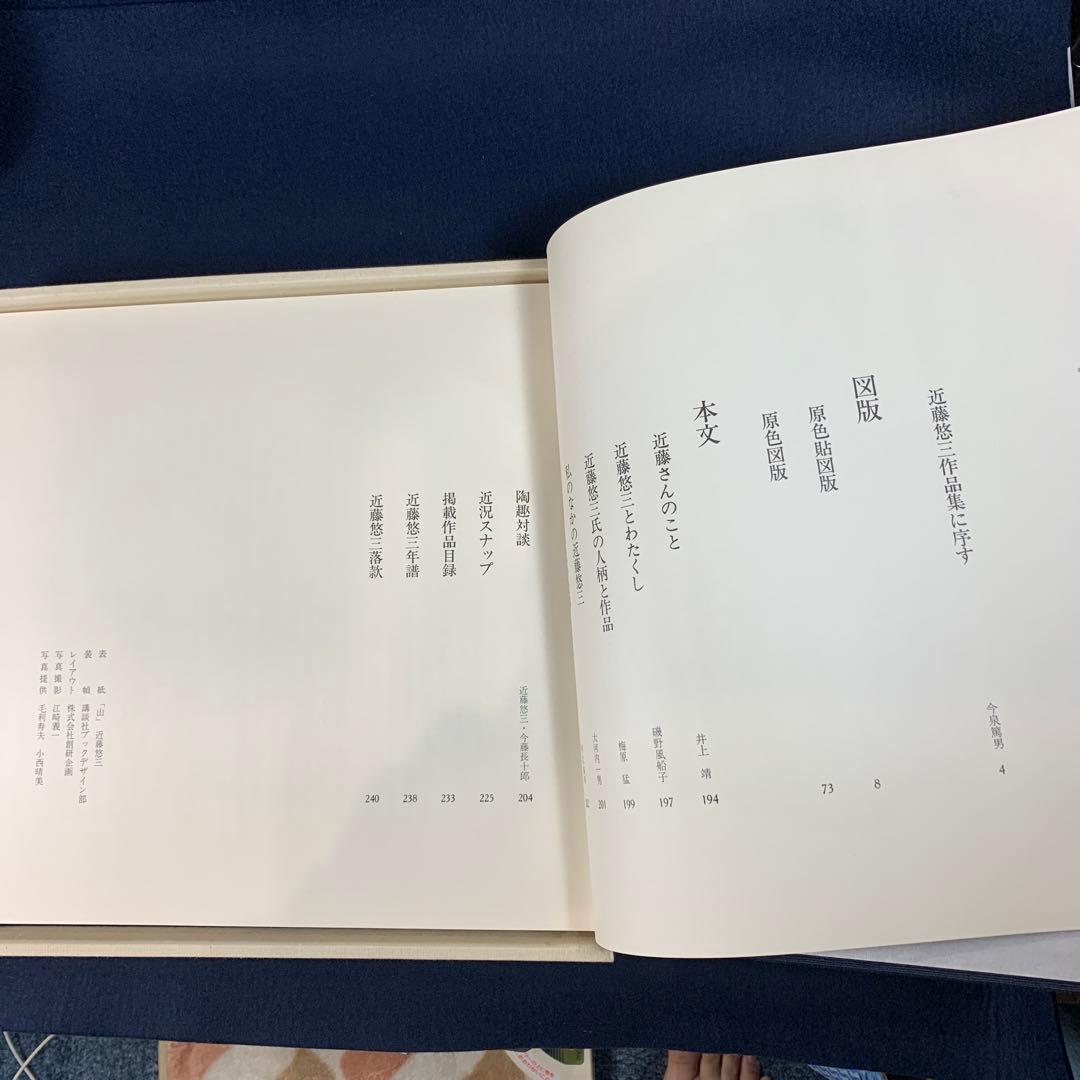 近藤悠三作品集に序す 今泉篤男 4
図版
原色貼図版 8
原色図版 73
本文
近藤さんのこと 井上 靖 194
近藤悠三とわたくし 磯野風船子 197
近藤悠三氏の人柄と作品 梅原 猛 199
私のなかの近藤悠三 大河内一男 201
陶趣対談 近藤悠三・今藤長十郎 204
近況スナップ 225
掲載作品目録 233
近藤悠三年譜 238
近藤悠三落款 240
表紙 「山」近藤悠三
装幀 講談社ブックデザイン部
レイアウト 株式会社創研企画
写真撮影 江崎義一
写真提供 毛利寿夫 小西晴美